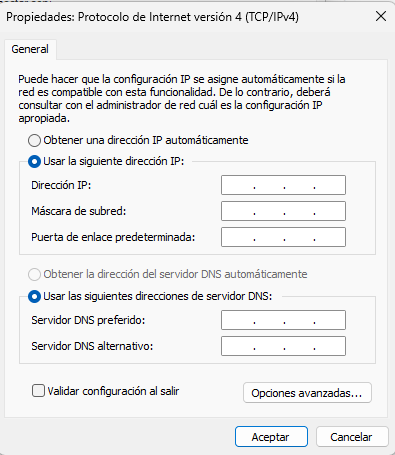 Propiedades: Protocolo de Internet versión 4 (TCP/IPv4)
General
Puede hacer que la configuración IP se asigne automáticamente si la
red es compatible con esta funcionalidad. De lo contrario, deberá
consultar con el administrador de red cuál es la configuración IP
apropiada.
Obtener una dirección IP automáticamente
Usar la siguiente dirección IP:
Dirección IP:
Máscara de subred:
Puerta de enlace predeterminada:
Obtener la dirección del servidor DNS automáticamente
Usar las siguientes direcciones de servidor DNS:
Servidor DNS preferido:
Servidor DNS alternativo:
Validar configuración al salir
Opciones avanzadas...
Aceptar
Cancelar